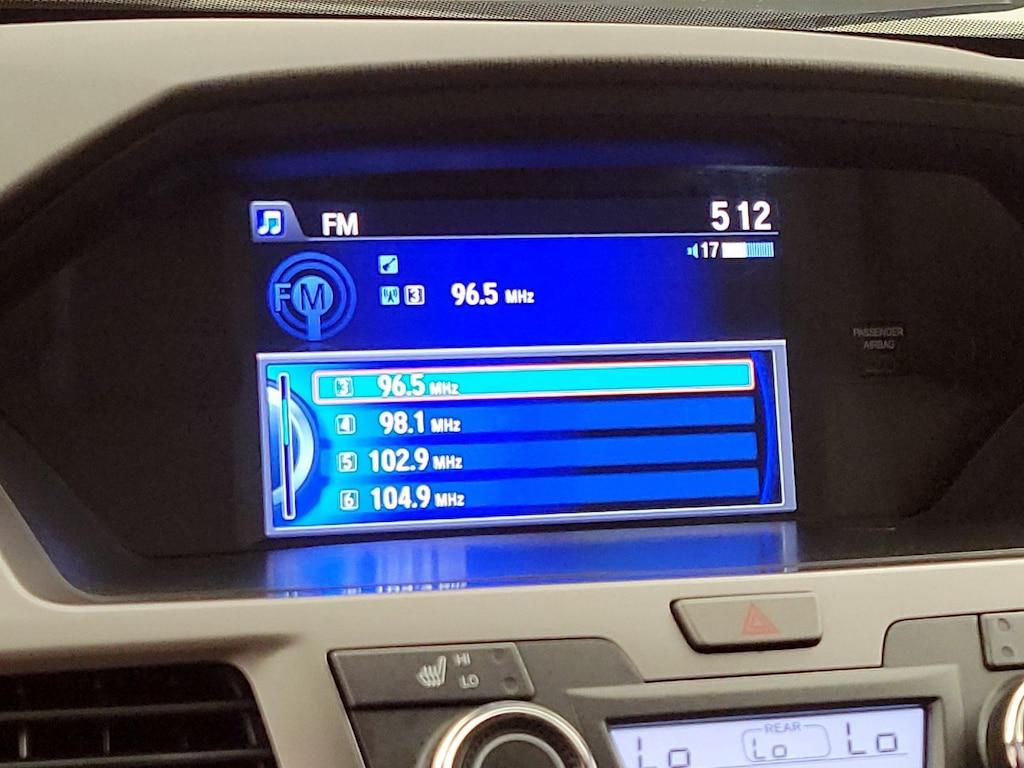 FM 5 12
17
FM 3 96.5 MHz
3 96.5 MHz
4 98.1 MHz
5 102.9 MHz
6 104.9 MHz
PASSENGER
AIRBAG
HI
LO
REAR
Lo Lo Lo